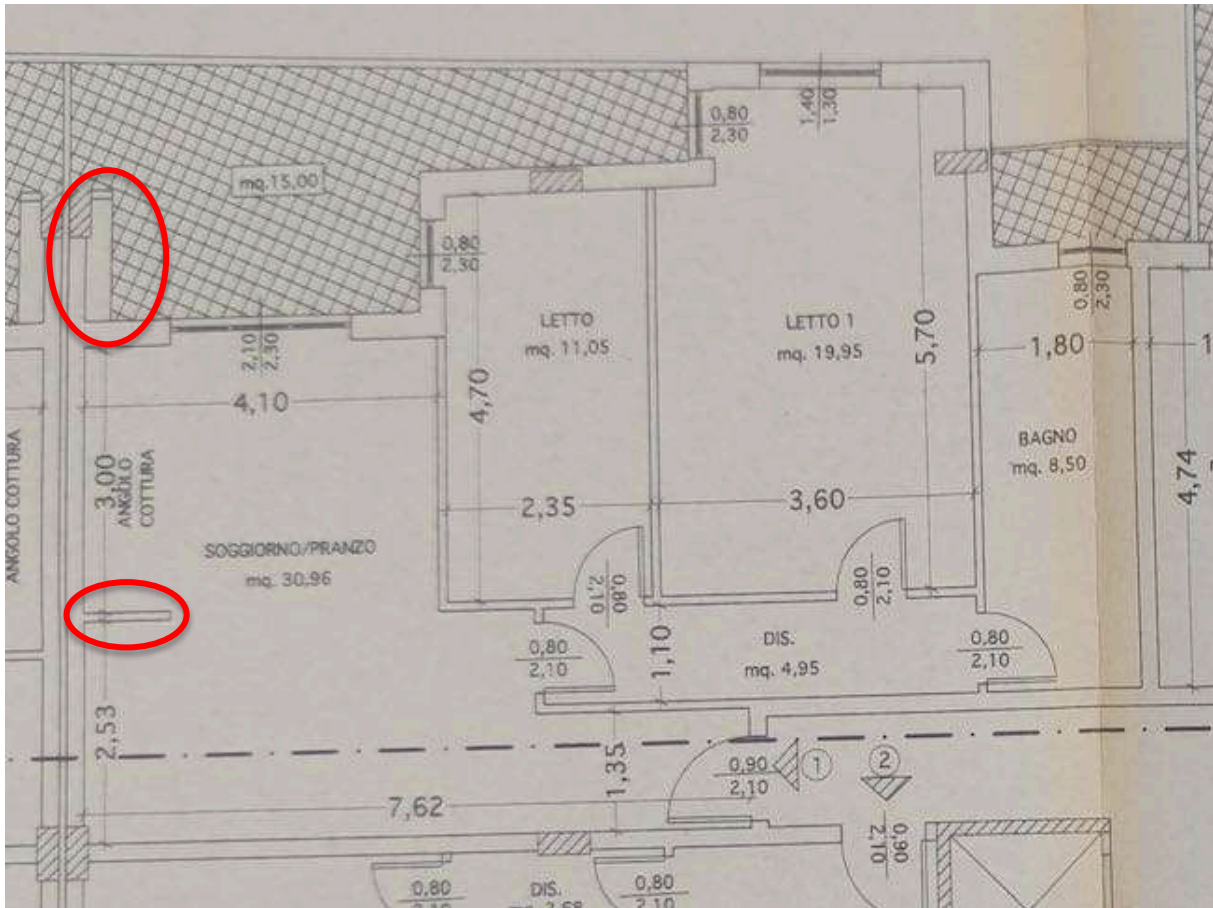 0,80
2,30
1,40
1,30
mq.15,00
0,80
2,30
2,10
2,30
LETTO
mq. 11,05
LETTO 1
mq. 19,95
0,80
2,30
5,70
1,80
1
4,10
4,70
3,00
ANGOLO
COTTURA
ANGOLO COTTURA
BAGNO
mq. 8,50
4,74
2,35
3,60
SOGGIORNO/PRANZO
mq. 30,96
0,80
2,10
0,80
2,10
0,80
2,10
1,10
DIS.
mq. 4,95
0,80
2,10
2,53
1,35
0,90
2,10
1
2
7,62
0,90
2,10
0,80
DIS.
0,80
2,10